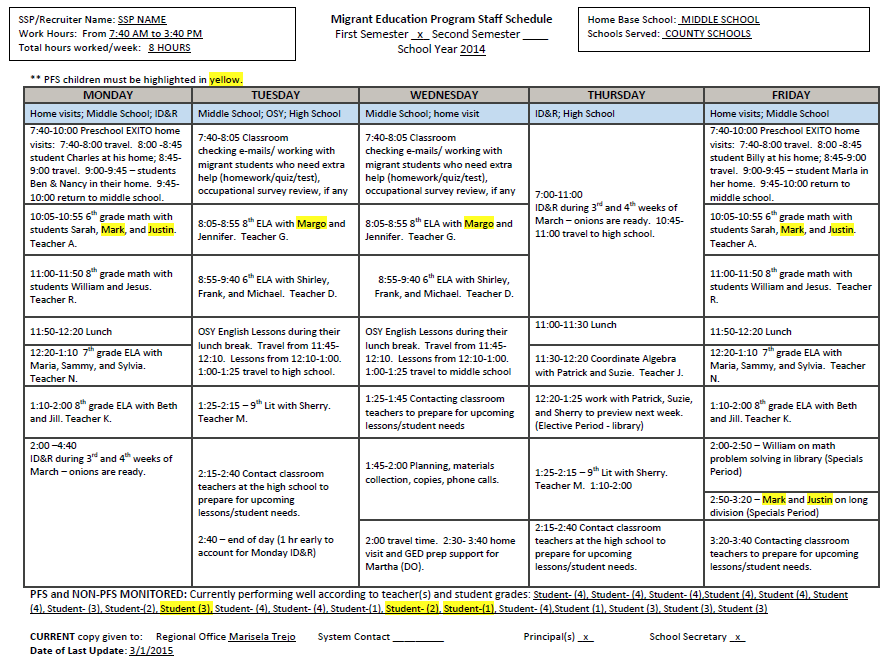 SSP/Recruiter Name: SSP NAME
Work Hours: From 7:40 AM to 3:40 PM
Total hours worked/week: 8 HOURS
Migrant Education Program Staff Schedule
First Semester _x_ Second Semester ____
School Year 2014
Home Base School: MIDDLE SCHOOL
Schools Served: COUNTY SCHOOLS
** PFS children must be highlighted in yellow.
MONDAY TUESDAY WEDNESDAY THURSDAY FRIDAY
Home visits; Middle School; ID&R
Middle School; OSY; High School
Middle School; home visit
ID&R; High School
Home visits; Middle School
7:40-10:00 Preschool EXITO home
visits: 7:40-8:00 travel. 8:00 -8:45
student Charles at his home; 8:45-
9:00 travel. 9:00-9:45 – students
Ben & Nancy in their home. 9:45-
10:00 return to middle school.
7:40-8:05 Classroom
checking e-mails/ working with
migrant students who need extra
help (homework/quiz/test),
occupational survey review, if any
7:40-8:05 Classroom
checking e-mails/ working with
migrant students who need extra
help (homework/quiz/test),
occupational survey review, if any
7:00-11:00
ID&R during 3rd and 4th weeks of
March – onions are ready. 10:45-
11:00 travel to high school.
7:40-10:00 Preschool EXITO home
visits: 7:40-8:00 travel. 8:00 -8:45
student Billy at his home; 8:45-9:00
travel. 9:00-9:45 – student Marla in
her home. 9:45-10:00 return to
middle school.
10:05-10:55 6th grade math with
students Sarah, Mark, and Justin.
Teacher A.
8:05-8:55 8th ELA with Margo and
Jennifer. Teacher G.
8:05-8:55 8th ELA with Margo and
Jennifer. Teacher G.
10:05-10:55 6th grade math with
students Sarah, Mark, and Justin.
Teacher A.
11:00-11:50 8th grade math with
students William and Jesus.
Teacher R.
8:55-9:40 6th ELA with Shirley,
Frank, and Michael. Teacher D.
8:55-9:40 6th ELA with Shirley,
Frank, and Michael. Teacher D.
11:00-11:50 8th grade math with
students William and Jesus. Teacher
R.
11:50-12:20 Lunch
OSY English Lessons during their
lunch break. Travel from 11:45-
12:10. Lessons from 12:10-1:00.
1:00-1:25 travel to high school.
OSY English Lessons during their
lunch break. Travel from 11:45-
12:10. Lessons from 12:10-1:00.
1:00-1:25 travel to middle school
11:00-11:30 Lunch
11:50-12:20 Lunch
12:20-1:10 7th grade ELA with
Maria, Sammy, and Sylvia.
Teacher N.
11:30-12:20 Coordinate Algebra
with Patrick and Suzie. Teacher J.
12:20-1:10 7th grade ELA with
Maria, Sammy, and Sylvia. Teacher
N.
1:10-2:00 8th grade ELA with Beth
and Jill. Teacher K.
1:25-2:15 – 9th Lit with Sherry.
Teacher M.
1:25-1:45 Contacting classroom
teachers to prepare for upcoming
lessons/student needs
12:20-1:25 work with Patrick, Suzie,
and Sherry to preview next week.
(Elective Period - library)
1:10-2:00 8th grade ELA with Beth
and Jill. Teacher K.
2:00 –4:40
ID&R during 3rd and 4th weeks of
March – onions are ready.
2:15-2:40 Contact classroom
teachers at the high school to
prepare for upcoming
lessons/student needs.
2:40 – end of day (1 hr early to
account for Monday ID&R)
1:45-2:00 Planning, materials
collection, copies, phone calls.
1:25-2:15 – 9th Lit with Sherry.
Teacher M. 1:10-2:00
2:00-2:50 – William on math
problem solving in library (Specials
Period)
2:50-3:20 – Mark and Justin on long
division (Specials Period)
2:00 travel time. 2:30- 3:40 home
visit and GED prep support for
Martha (DO).
2:15-2:40 Contact classroom
teachers at the high school to
prepare for upcoming
lessons/student needs.
3:20-3:40 Contacting classroom
teachers to prepare for upcoming
lessons/student needs.
PFS and NON-PFS MONITORED: Currently performing well according to teacher(s) and student grades: Student- (4), Student- (4), Student- (4),Student (4), Student (4), Student
(4), Student- (3), Student-(2), Student (3), Student- (4), Student- (4), Student-(1), Student- (2), Student-(1), Student- (4),Student (1), Student (3), Student (3), Student (3)
CURRENT copy given to: Regional Office Marisela Trejo System Contact _________ Principal(s) _x_ School Secretary _x_
Date of Last Update: 3/1/2015